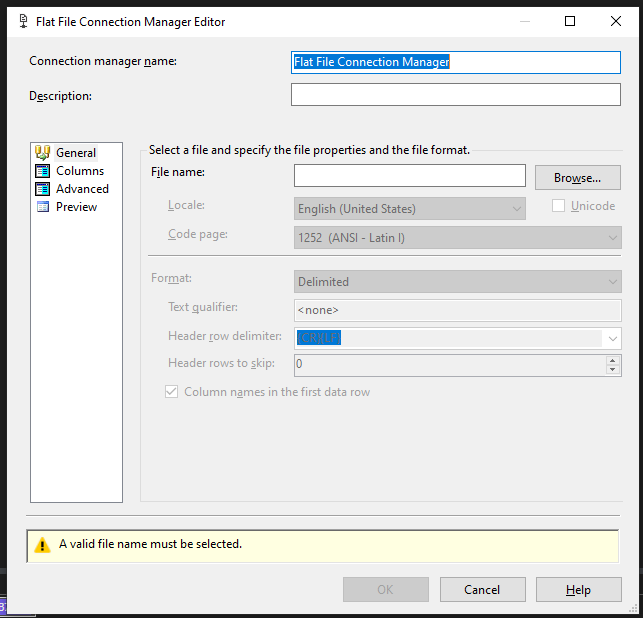 Flat File Connection Manager Editor
Connection manager name:
Flat File Connection Manager
Description:
General
Columns
Advanced
Preview
Select a file and specify the file properties and the file format.
File name:
Browse...
Locale:
English (United States)
Unicode
Code page:
1252 (ANSI - Latin I)
Format:
Delimited
Text qualifier:
<none>
Header row delimiter:
{CR}{LF}
Header rows to skip:
0
Column names in the first data row
A valid file name must be selected.
OK
Cancel
Help